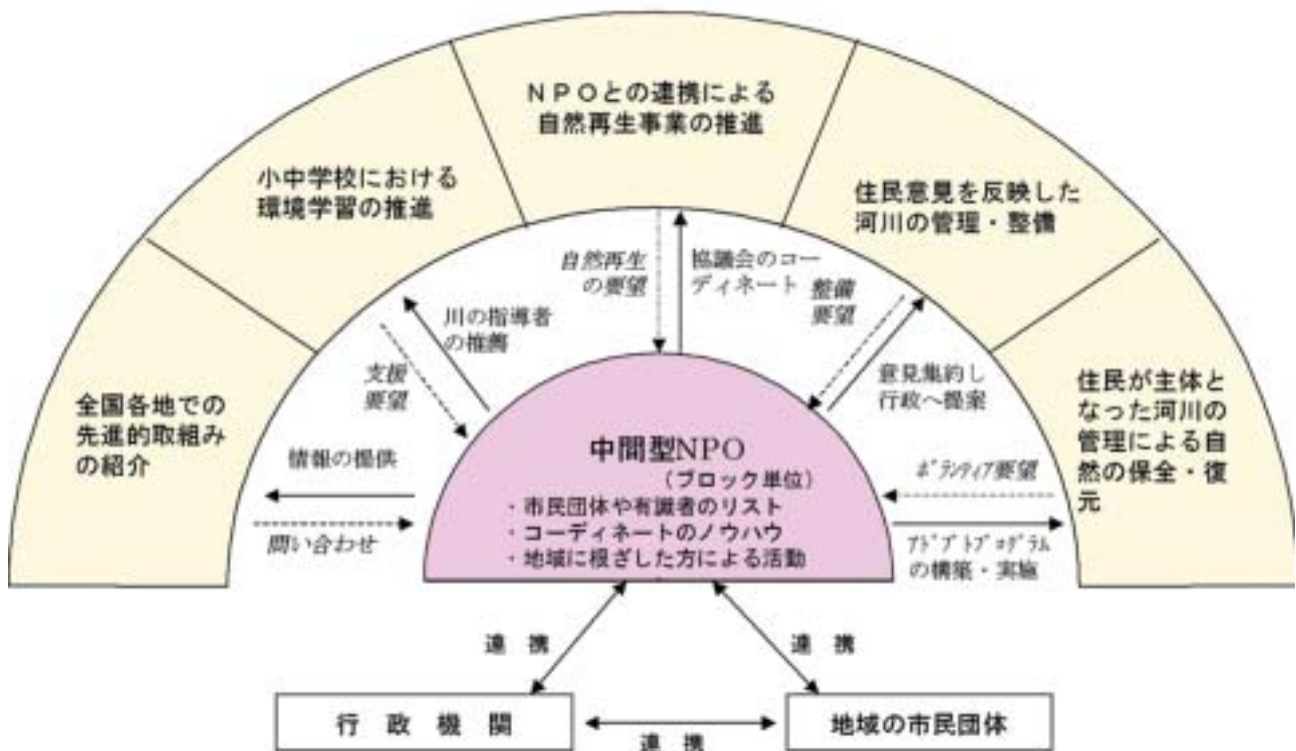 ＮＰＯとの連携による
自然再生事業の推進
小中学校における
環境学習の推進
住民意見を反映した
河川の管理・整備
全国各地での
先進的取組み
の紹介
住民が主体と
なった河川の
管理による自
然の保全・復
元
自然再生
の要望
協議会のコー
ディネート
整備
要望
川の指導者
の推薦
支援
要望
意見集約し
行政へ提案
情報の提供
問い合わせ
ﾎﾞﾗﾝﾃｨｱ要望
ｱﾄﾞﾌﾟﾄﾌﾟﾛｸﾞﾗﾑ
の構築・実施
中間型NPO
（ブロック単位）
・市民団体や有識者のリスト
・コーディネートのノウハウ
・地域に根ざした方による活動
連 携
連 携
行 政 機 関
連 携
地域の市民団体